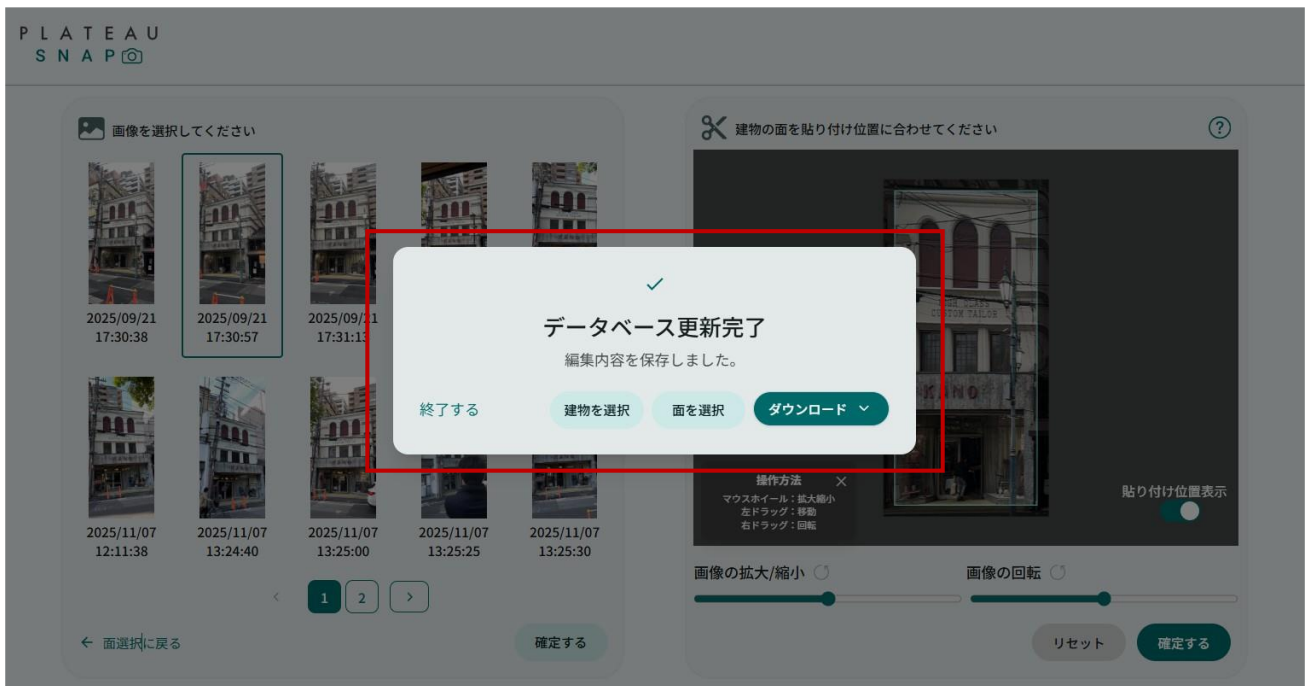 PLATEAU
SNAP
画像を選択してください
2025/09/21
17:30:38
2025/09/21
17:30:57
2025/09/21
17:31:13
2025/11/07
12:11:38
2025/11/07
13:24:40
2025/11/07
13:25:00
2025/11/07
13:25:25
2025/11/07
13:25:30
1 2
← 面選択に戻る
確定する
データベース更新完了
編集内容を保存しました。
終了する
建物を選択
面を選択
ダウンロード
建物の面を貼り付け位置に合わせてください
?
CUSTOM TAILOR
KANO
操作方法
マウスホイール：拡大縮小
左ドラッグ：移動
右ドラッグ：回転
貼り付け位置表示
画像の拡大/縮小
画像の回転
リセット
確定する